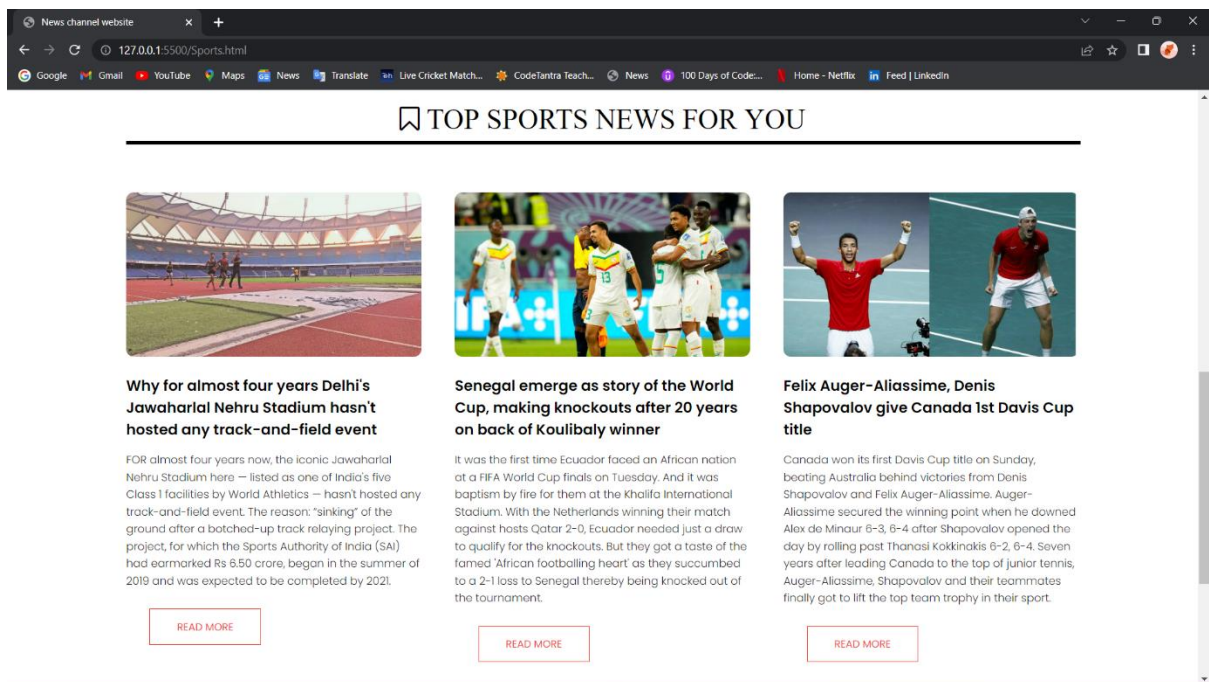 News channel website
127.0.0.1:5500/Sports.html
Google Gmail YouTube Maps News Translate Live Cricket Match... CodeTantra Teach... News 100 Days of Code:... Home - Netflix Feed | LinkedIn
TOP SPORTS NEWS FOR YOU
13
5
FIFA
Why for almost four years Delhi's
Jawaharlal Nehru Stadium hasn't
hosted any track-and-field event
FOR almost four years now, the iconic Jawaharlal
Nehru Stadium here — listed as one of India's five
Class 1 facilities by World Athletics — hasn't hosted any
track-and-field event. The reason: “sinking” of the
ground after a botched-up track relaying project. The
project, for which the Sports Authority of India (SAI)
had earmarked Rs 6.50 crore, began in the summer of
2019 and was expected to be completed by 2021.
READ MORE
Senegal emerge as story of the World
Cup, making knockouts after 20 years
on back of Koulibaly winner
It was the first time Ecuador faced an African nation
at a FIFA World Cup finals on Tuesday. And it was
baptism by fire for them at the Khalifa International
Stadium. With the Netherlands winning their match
against hosts Qatar 2-0, Ecuador needed just a draw
to qualify for the knockouts. But they got a taste of the
famed 'African footballing heart' as they succumbed
to a 2-1 loss to Senegal thereby being knocked out of
the tournament.
READ MORE
Felix Auger-Aliassime, Denis
Shapovalov give Canada 1st Davis Cup
title
Canada won its first Davis Cup title on Sunday,
beating Australia behind victories from Denis
Shapovalov and Felix Auger-Aliassime. Auger-
Aliassime secured the winning point when he downed
Alex de Minaur 6-3, 6-4 after Shapovalov opened the
day by rolling past Thanasi Kokkinakis 6-2, 6-4. Seven
years after leading Canada to the top of junior tennis,
Auger-Aliassime, Shapovalov and their teammates
finally got to lift the top team trophy in their sport.
READ MORE